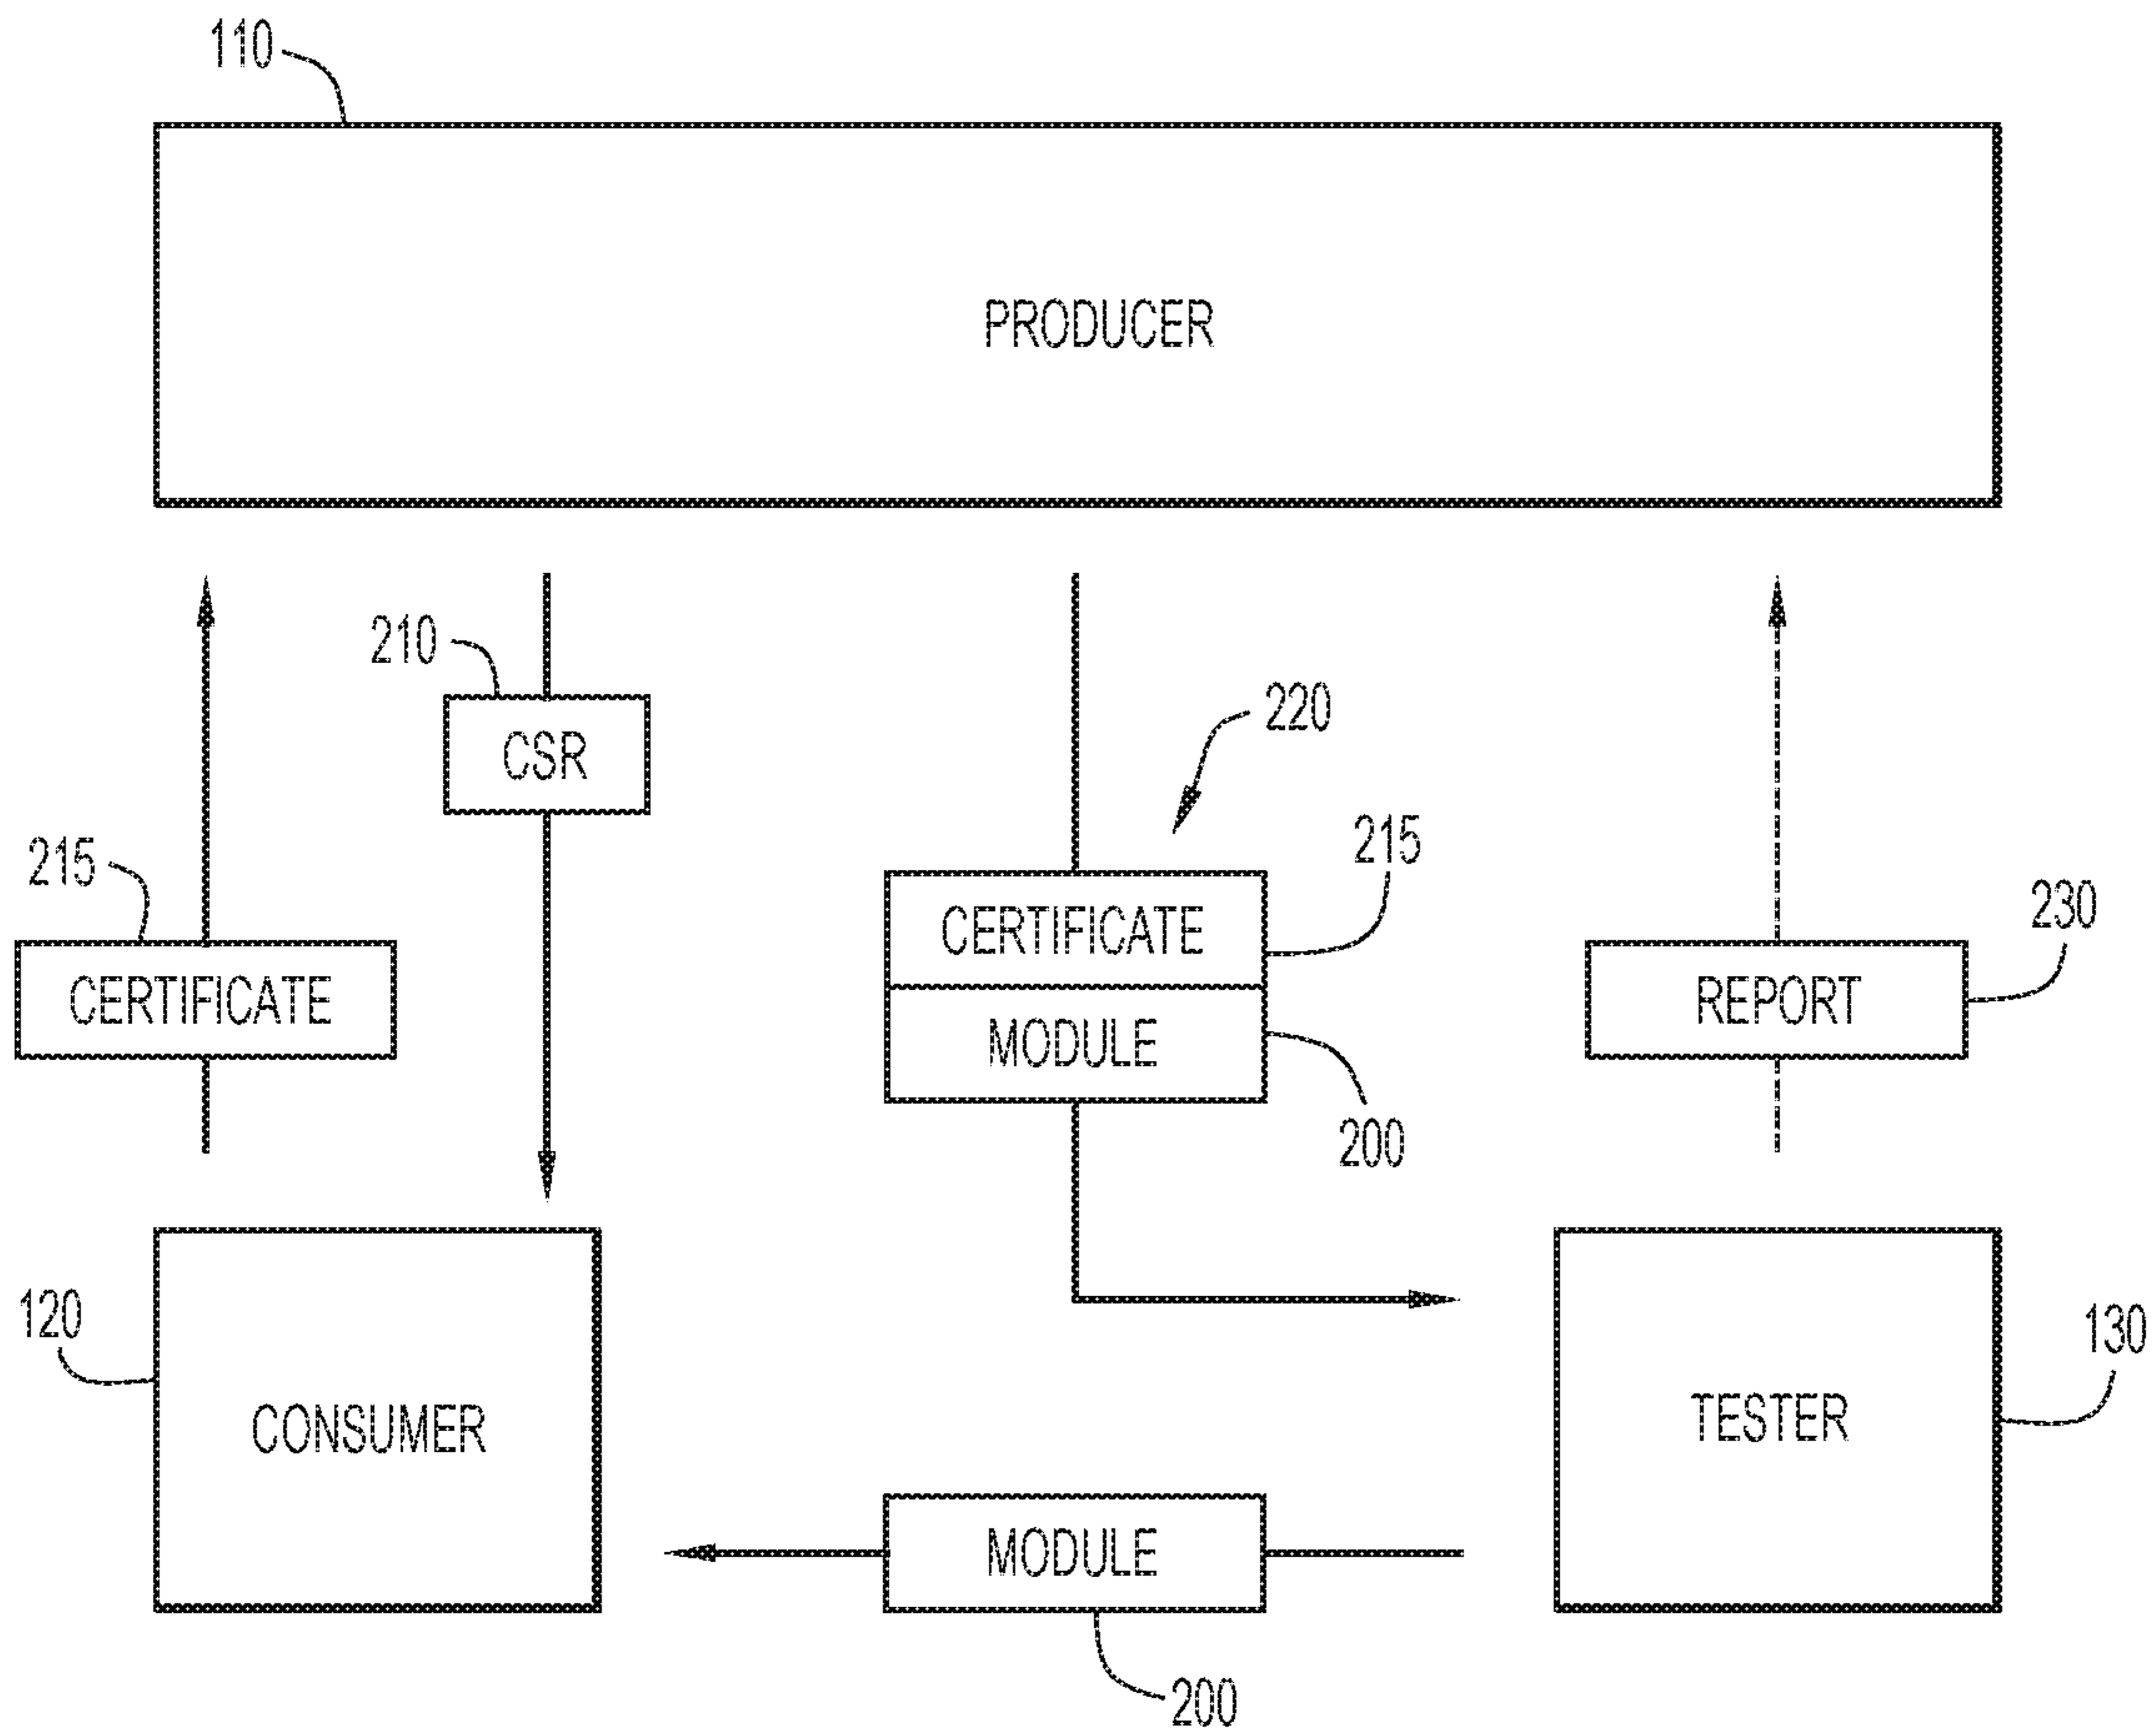 110
PRODUCER
210
CSR
220
215
CERTIFICATE
215
CERTIFICATE
MODULE
200
230
REPORT
120
CONSUMER
130
TESTER
MODULE
200